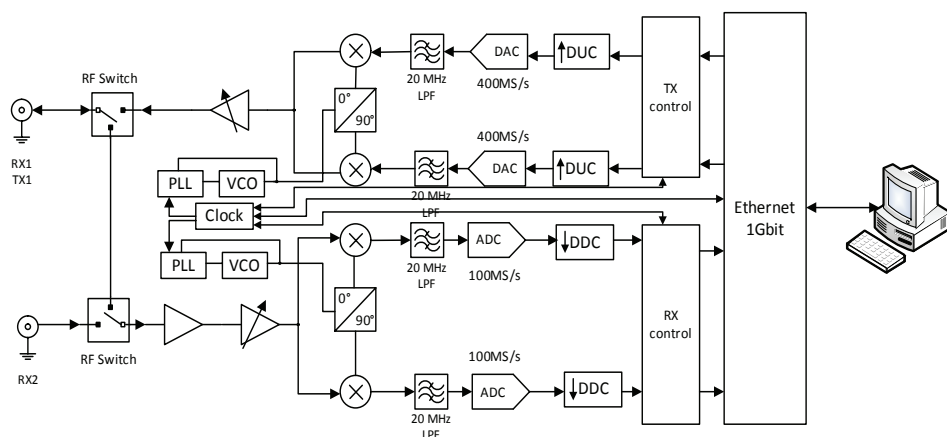 RF Switch
RX1
TX1
20 MHz
LPF
DAC
400MS/s
↑DUC
TX
control
0°
90°
400MS/s
20 MHz
LPF
DAC
↑DUC
PLL
VCO
Clock
PLL
VCO
Ethernet
1Gbit
20 MHz
LPF
ADC
100MS/s
↓DDC
RX
control
0°
90°
RX2
RF Switch
100MS/s
20 MHz
LPF
ADC
↓DDC